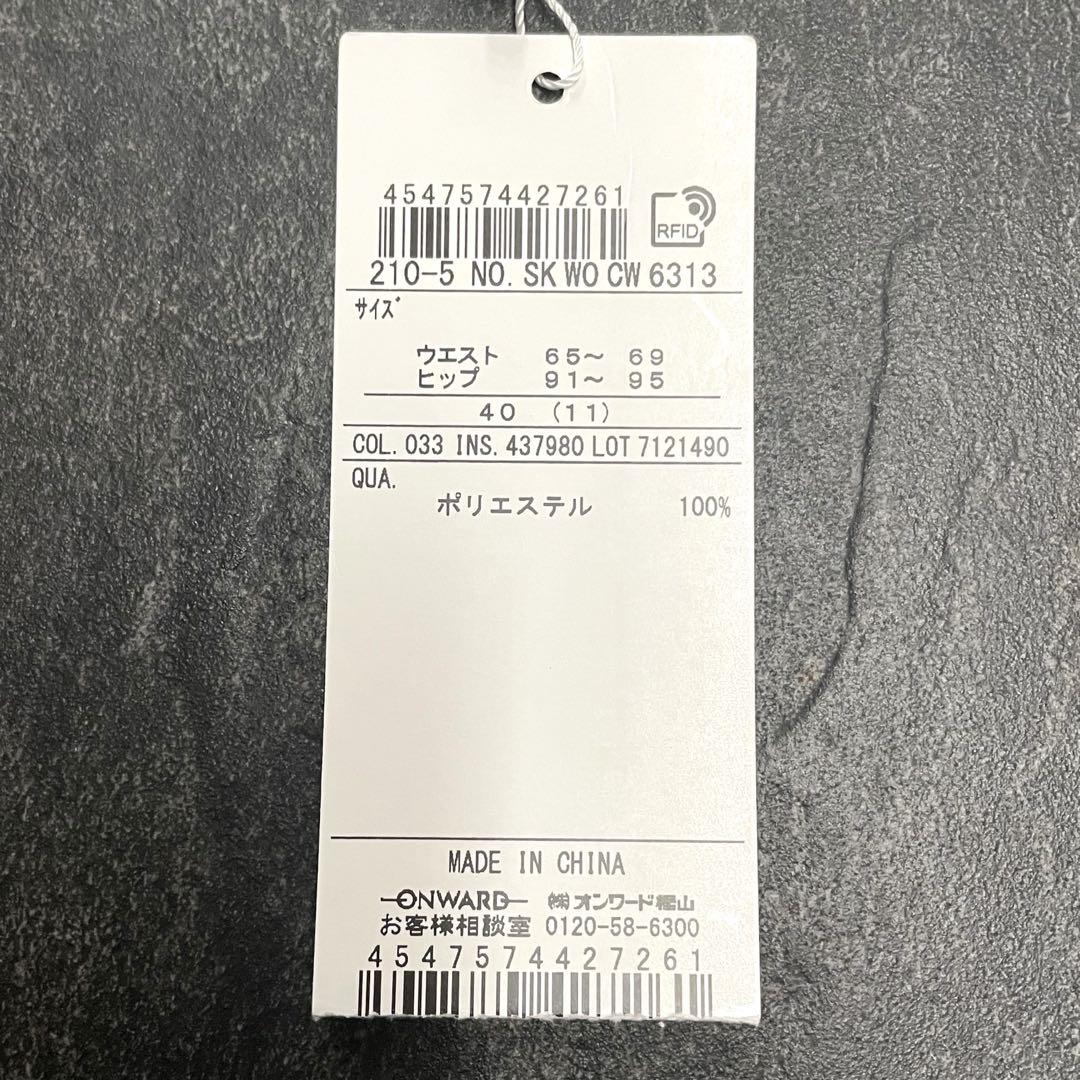 4547574427261
RFID
210-5 NO. SK WO CW 6313
サイズ
ウエスト 65～ 69
ヒップ 91～ 95
40 (11)
COL. 033 INS. 437980 LOT 7121490
QUA.
ポリエステル 100%
MADE IN CHINA
ONWARD ㈱オンワード樫山
お客様相談室 0120-58-6300
4547574427261